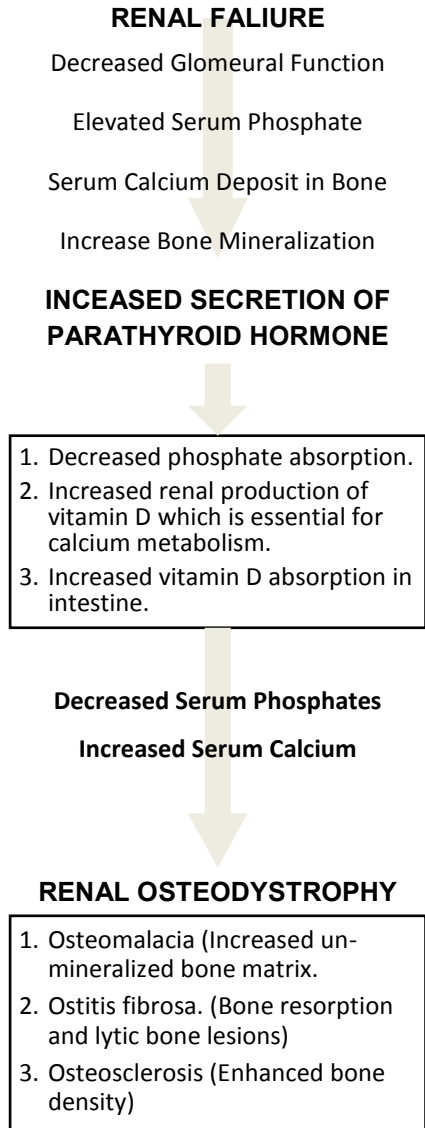 RENAL FALIURE
Decreased Glomeural Function
Elevated Serum Phosphate
Serum Calcium Deposit in Bone
Increase Bone Mineralization
INCEASED SECRETION OF
PARATHYROID HORMONE
1. Decreased phosphate absorption.
2. Increased renal production of
vitamin D which is essential for
calcium metabolism.
3. Increased vitamin D absorption in
intestine.
Decreased Serum Phosphates
Increased Serum Calcium
RENAL OSTEODYSTROPHY
1. Osteomalacia (Increased un-
mineralized bone matrix.
2. Ostitis fibrosa. (Bone resorption
and lytic bone lesions)
3. Osteosclerosis (Enhanced bone
density)